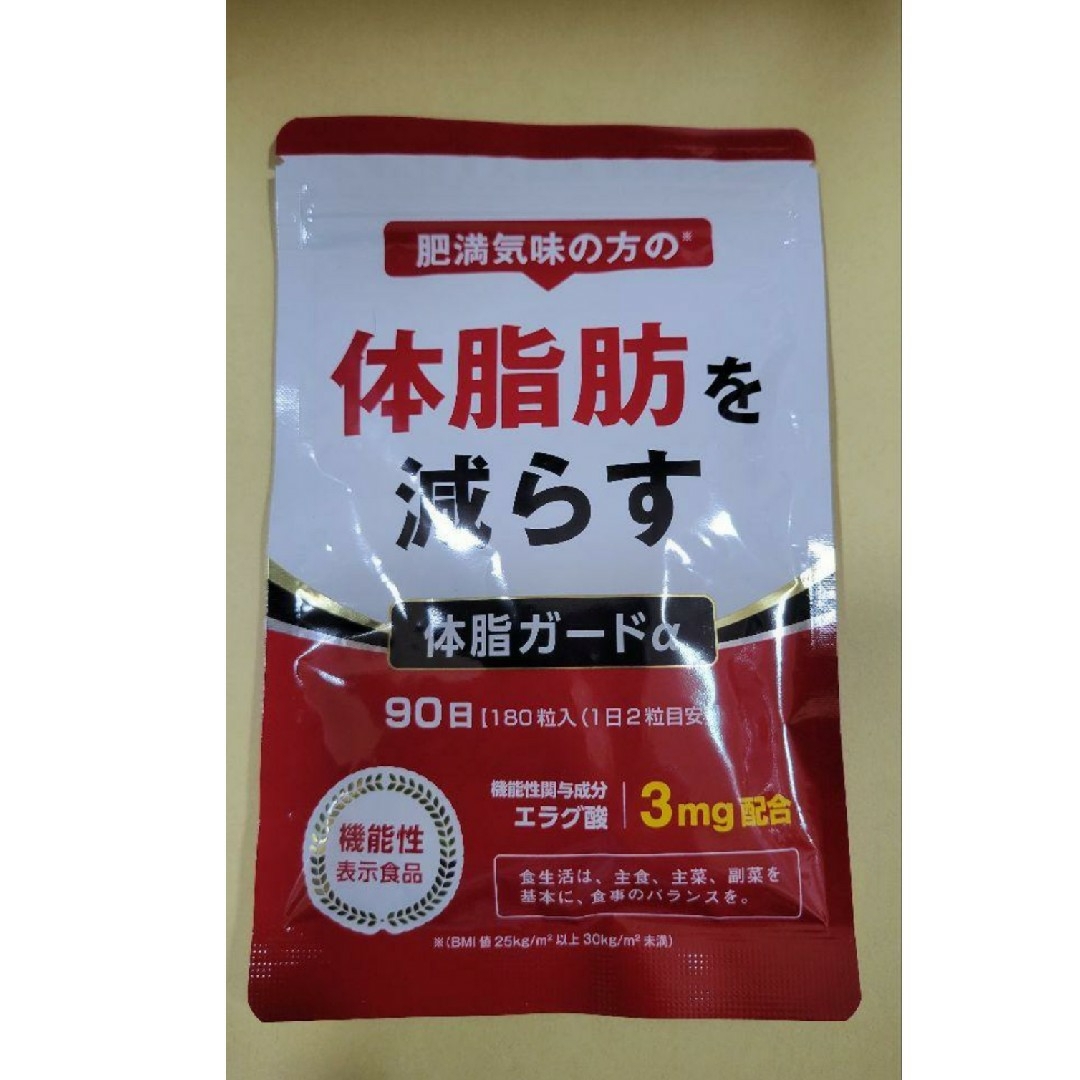 肥満気味の方の※
体脂肪を
減らす
体脂ガードα
90日[180粒入(1日2粒目安
機能性関与成分
エラグ酸
3mg配合
機能性
表示食品
食生活は、主食、主菜、副菜を
基本に、食事のバランスを。
※(BMI値25kg/m²以上30kg/m²未満)